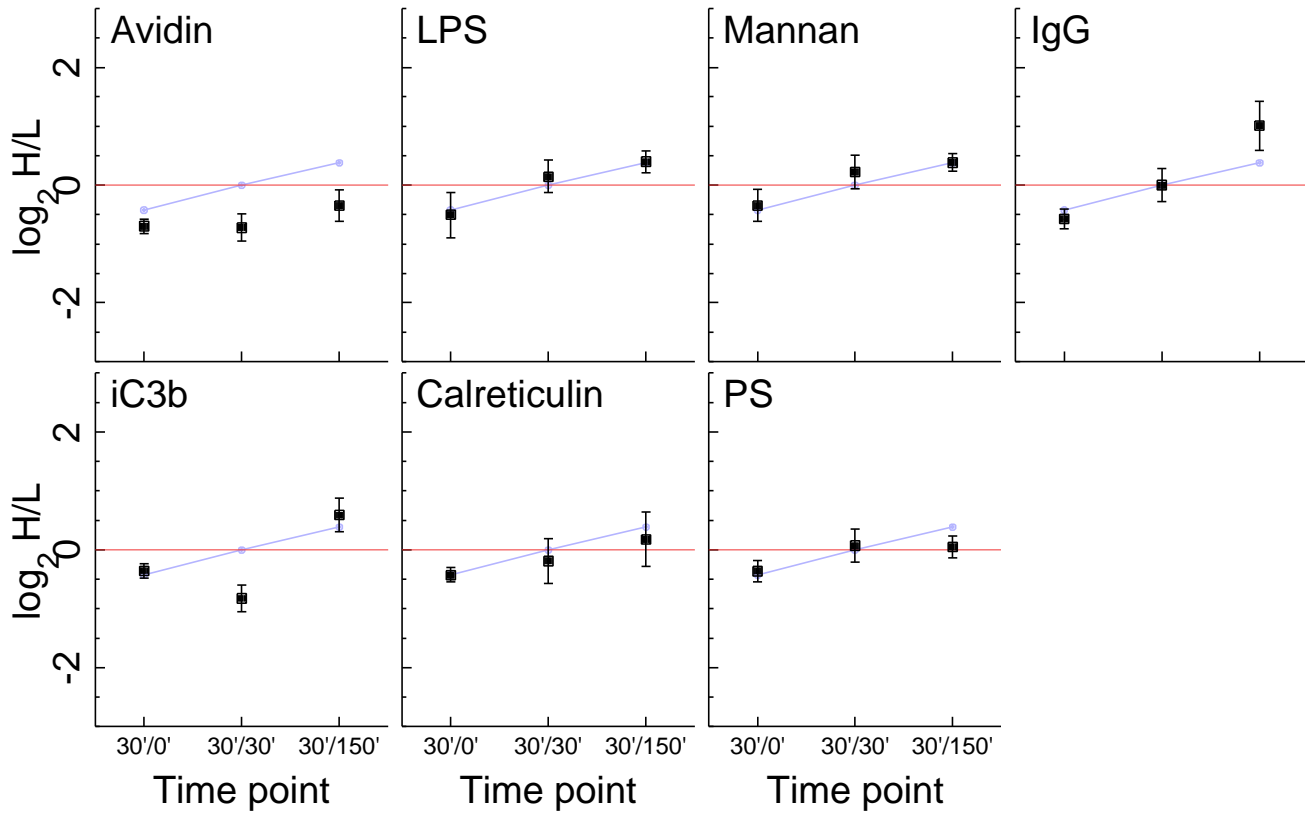 Avidin LPS Mannan IgG
2
0
-2
log2 H/L
iC3b Calreticulin PS
2
0
-2
log2 H/L
30'/0' 30'/30' 30'/150' 30'/0' 30'/30' 30'/150' 30'/0' 30'/30' 30'/150'
Time point Time point Time point